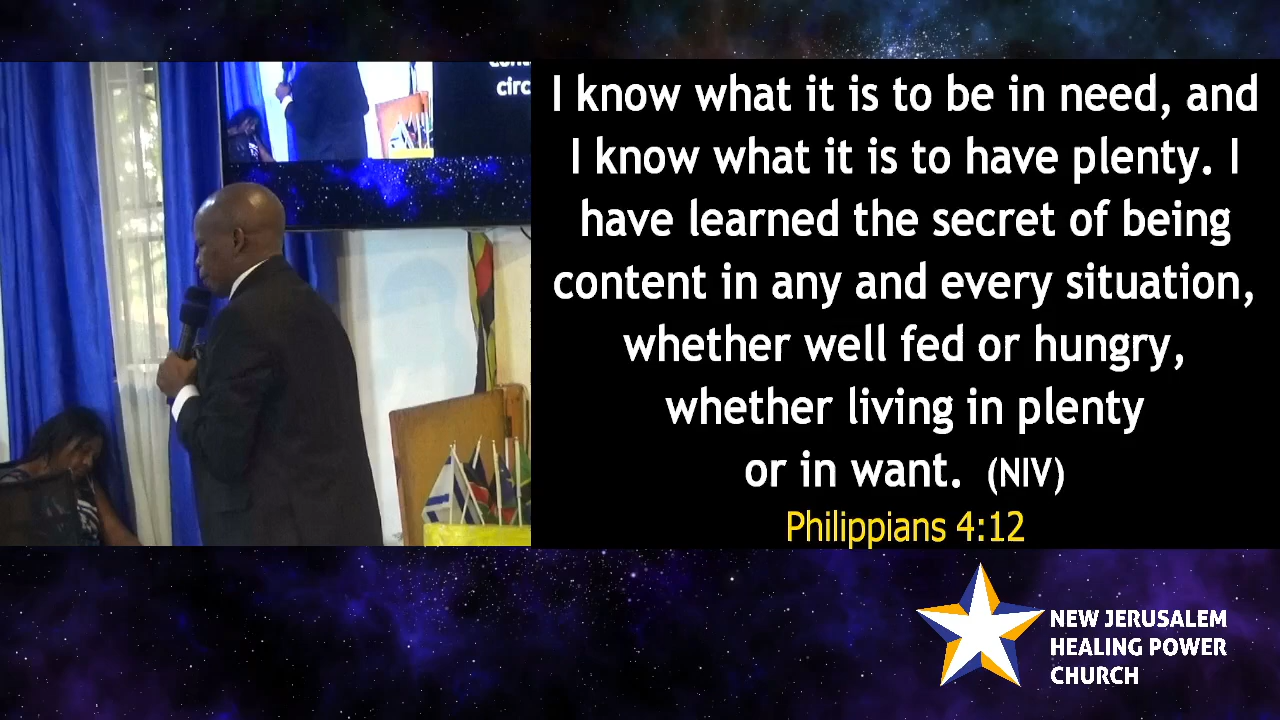 circ
I know what it is to be in need, and
I know what it is to have plenty. I
have learned the secret of being
content in any and every situation,
whether well fed or hungry,
whether living in plenty
or in want. (NIV)
Philippians 4:12
NEW JERUSALEM
HEALING POWER
CHURCH